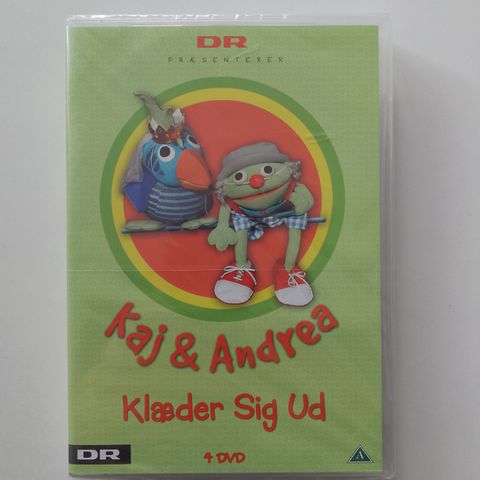 DR
PRÆSENTERER
Kaj & Andrea
Klæder Sig Ud
DR
4 DVD
A